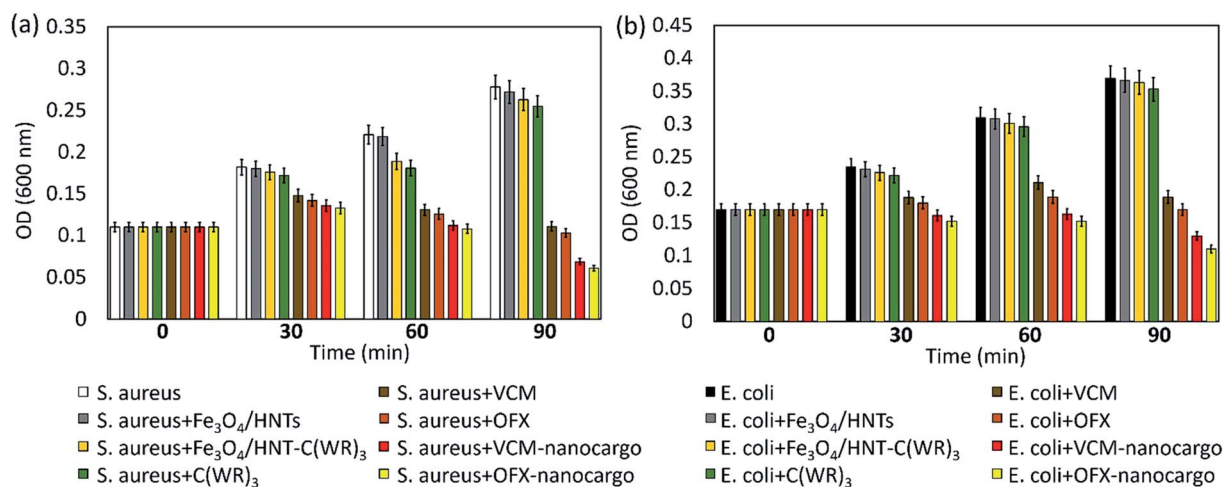 (a)
0.35
0.3
0.25
0.2
0.15
0.1
0.05
0
OD (600 nm)
0 30 60 90
Time (min)
S. aureus
S. aureus+Fe₃O₄/HNTs
S. aureus+Fe₃O₄/HNT-C(WR)₃
S. aureus+C(WR)₃
S. aureus+VCM
S. aureus+OFX
S. aureus+VCM-nanocargo
S. aureus+OFX-nanocargo
(b)
0.45
0.4
0.35
0.3
0.25
0.2
0.15
0.1
0.05
0
OD (600 nm)
0 30 60 90
Time (min)
E. coli
E. coli+Fe₃O₄/HNTs
E. coli+Fe₃O₄/HNT-C(WR)₃
E. coli+C(WR)₃
E. coli+VCM
E. coli+OFX
E. coli+VCM-nanocargo
E. coli+OFX-nanocargo